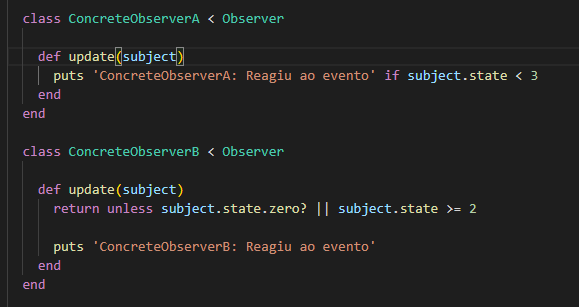 class ConcreteObserverA < Observer
def update(subject)
puts 'ConcreteObserverA: Reagiu ao evento' if subject.state < 3
end
end
class ConcreteObserverB < Observer
def update(subject)
return unless subject.state.zero? || subject.state >= 2
puts 'ConcreteObserverB: Reagiu ao evento'
end
end